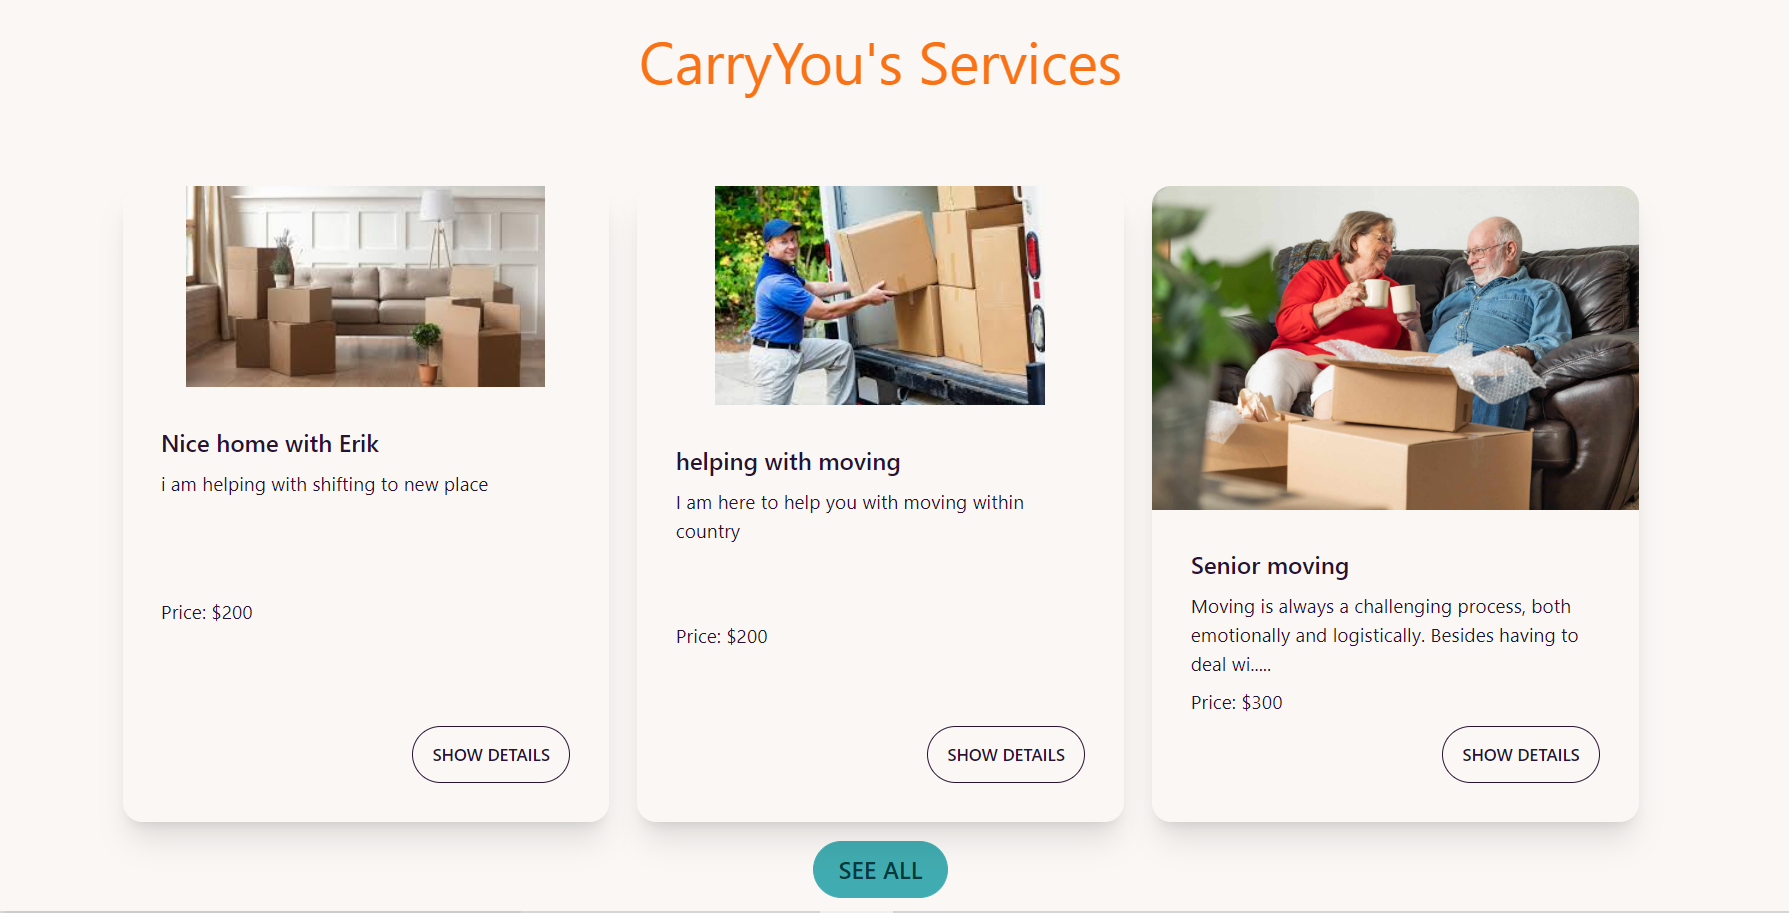 CarryYou's Services
Nice home with Erik
i am helping with shifting to new place
Price: $200
SHOW DETAILS
helping with moving
I am here to help you with moving within
country
Price: $200
SHOW DETAILS
Senior moving
Moving is always a challenging process, both
emotionally and logistically. Besides having to
deal wi.....
Price: $300
SHOW DETAILS
SEE ALL